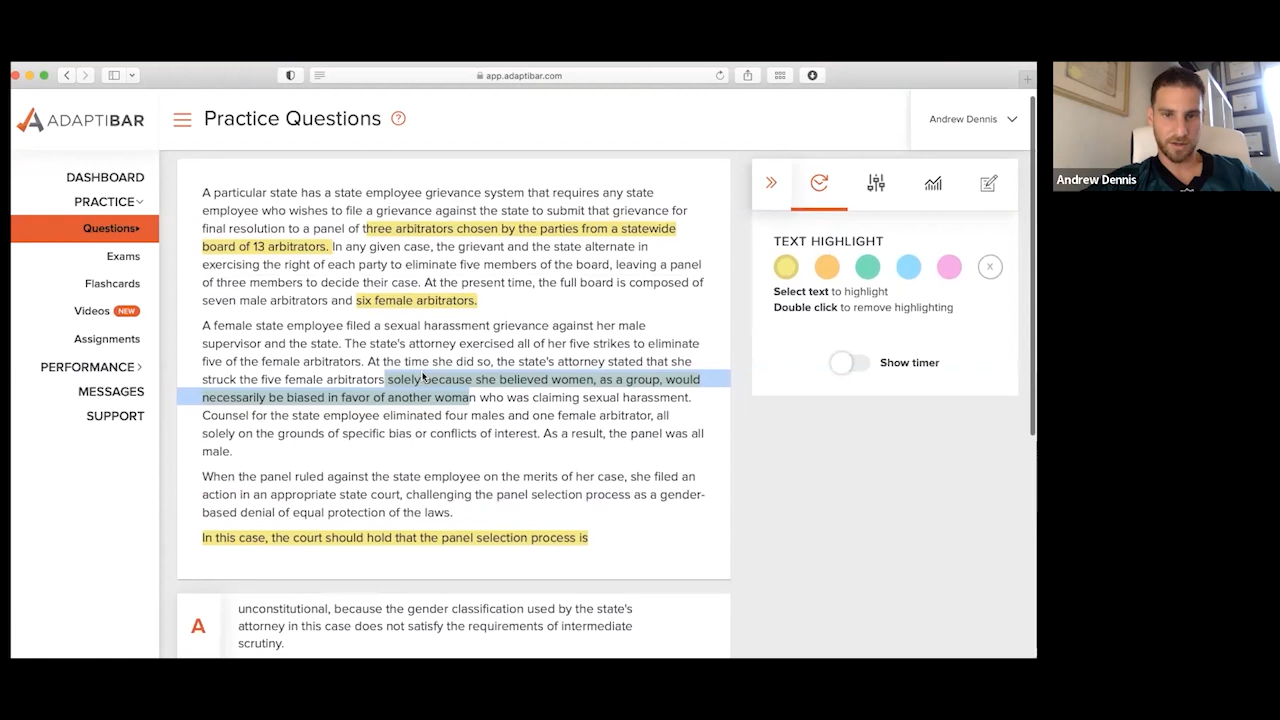 app.adaptibar.com
ADAPTIBAR
Practice Questions ?
Andrew Dennis
DASHBOARD
PRACTICE
Questions
Exams
Flashcards
Videos NEW
Assignments
PERFORMANCE
MESSAGES
SUPPORT
A particular state has a state employee grievance system that requires any state
employee who wishes to file a grievance against the state to submit that grievance for
final resolution to a panel of three arbitrators chosen by the parties from a statewide
board of 13 arbitrators. In any given case, the grievant and the state alternate in
exercising the right of each party to eliminate five members of the board, leaving a panel
of three members to decide their case. At the present time, the full board is composed of
seven male arbitrators and six female arbitrators.
A female state employee filed a sexual harassment grievance against her male
supervisor and the state. The state's attorney exercised all of her five strikes to eliminate
five of the female arbitrators. At the time she did so, the state's attorney stated that she
struck the five female arbitrators solely because she believed women, as a group, would
necessarily be biased in favor of another woman who was claiming sexual harassment.
Counsel for the state employee eliminated four males and one female arbitrator, all
solely on the grounds of specific bias or conflicts of interest. As a result, the panel was all
male.
When the panel ruled against the state employee on the merits of her case, she filed an
action in an appropriate state court, challenging the panel selection process as a gender-
based denial of equal protection of the laws.
In this case, the court should hold that the panel selection process is
A
unconstitutional, because the gender classification used by the state's
attorney in this case does not satisfy the requirements of intermediate
scrutiny.
TEXT HIGHLIGHT
X
Select text to highlight
Double click to remove highlighting
Show timer
Andrew Dennis